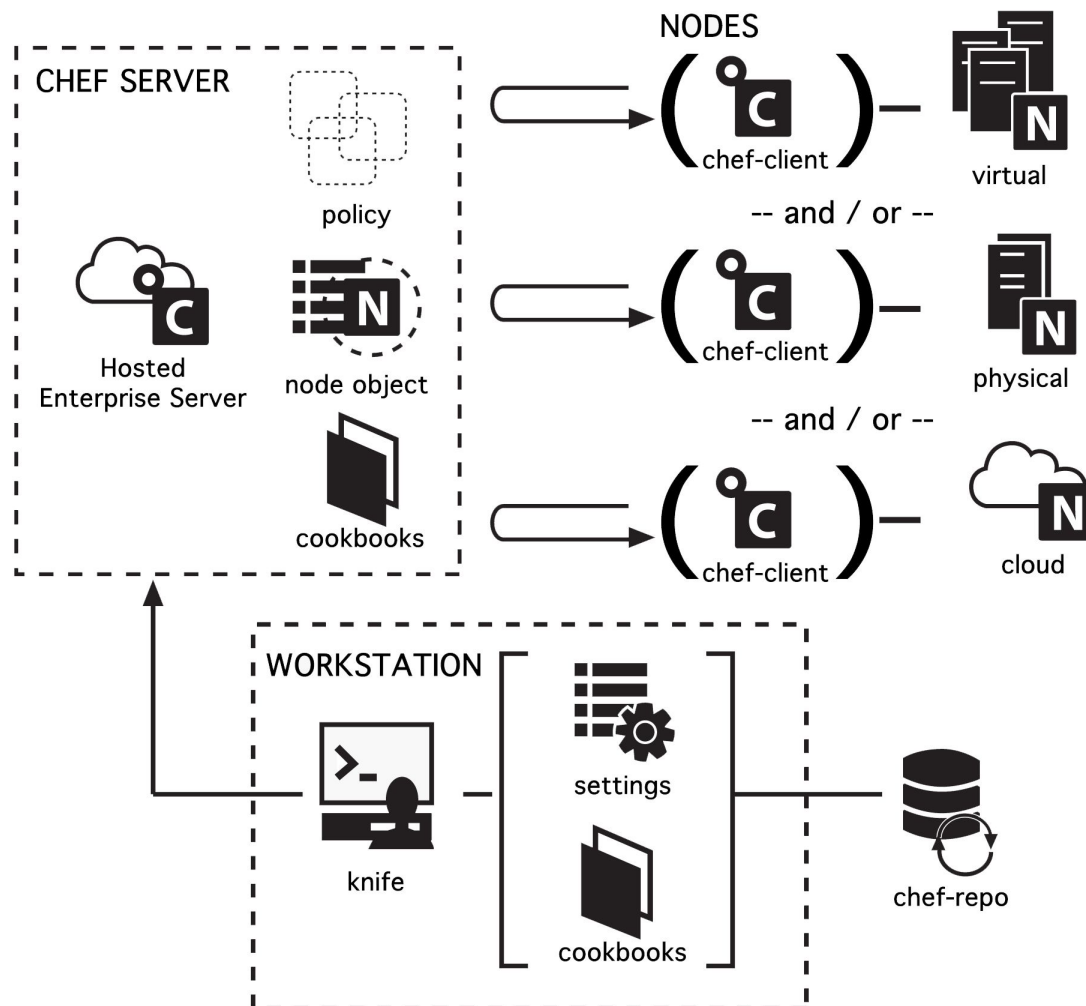 CHEF SERVER
policy
C
Hosted
Enterprise Server
N
node object
cookbooks
NODES
C
chef-client
N
virtual
-- and / or --
C
chef-client
N
physical
-- and / or --
C
chef-client
N
cloud
WORKSTATION
>_
knife
settings
cookbooks
chef-repo